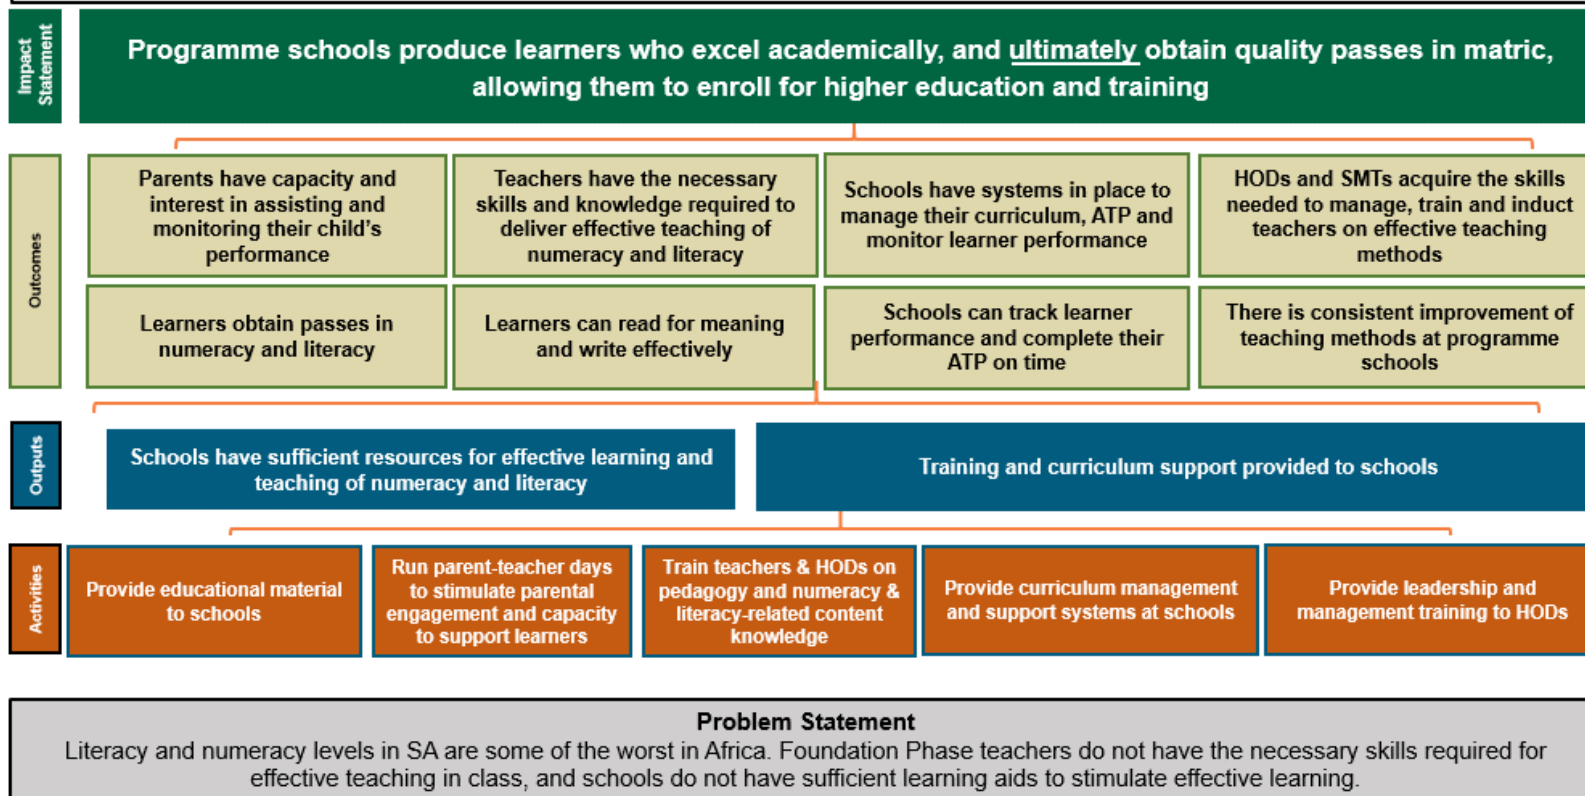 Impact
Statement
Programme schools produce learners who excel academically, and ultimately obtain quality passes in matric,
allowing them to enroll for higher education and training
Outcomes
Parents have capacity and
interest in assisting and
monitoring their child's
performance
Teachers have the necessary
skills and knowledge required to
deliver effective teaching of
numeracy and literacy
Schools have systems in place to
manage their curriculum, ATP and
monitor learner performance
HODs and SMTs acquire the skills
needed to manage, train and induct
teachers on effective teaching
methods
Learners obtain passes in
numeracy and literacy
Learners can read for meaning
and write effectively
Schools can track learner
performance and complete their
ATP on time
There is consistent improvement of
teaching methods at programme
schools
Outputs
Schools have sufficient resources for effective learning and
teaching of numeracy and literacy
Training and curriculum support provided to schools
Activities
Provide educational material
to schools
Run parent-teacher days
to stimulate parental
engagement and capacity
to support learners
Train teachers & HODs on
pedagogy and numeracy &
literacy-related content
knowledge
Provide curriculum management
and support systems at schools
Provide leadership and
management training to HODs
Problem Statement
Literacy and numeracy levels in SA are some of the worst in Africa. Foundation Phase teachers do not have the necessary skills required for
effective teaching in class, and schools do not have sufficient learning aids to stimulate effective learning.